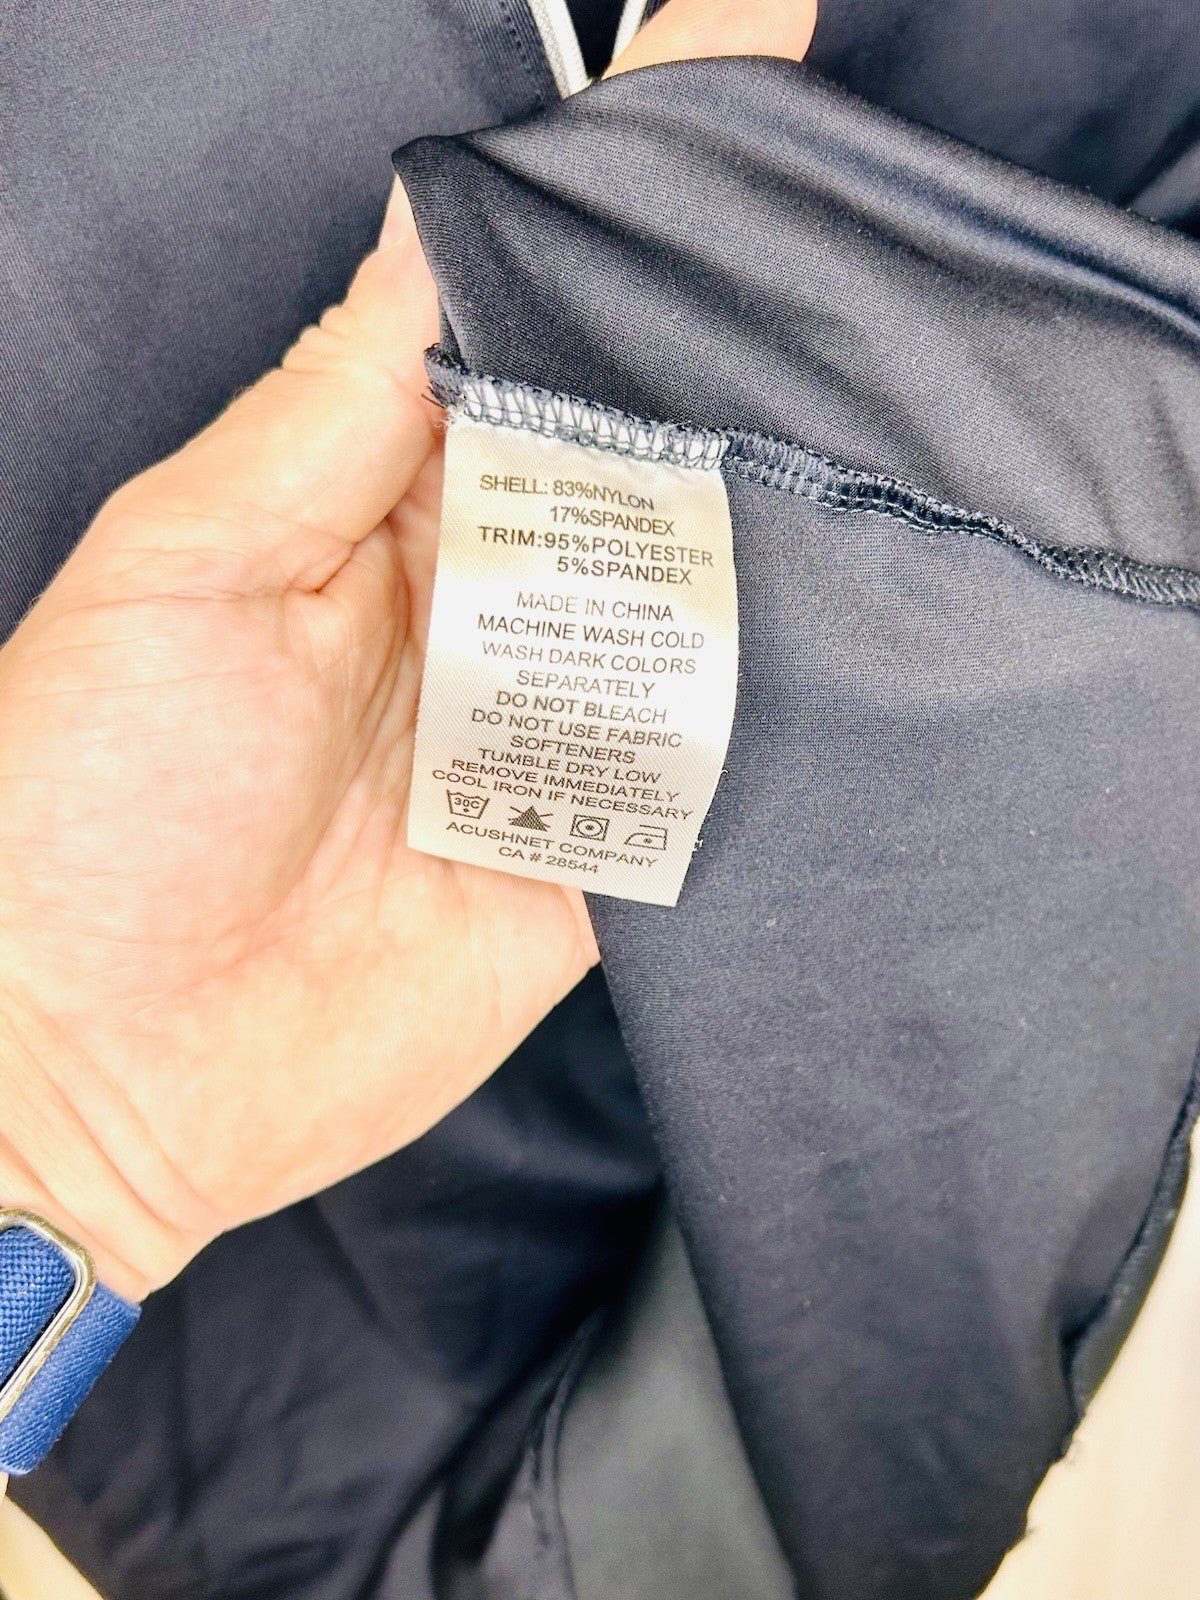 SHELL: 83%NYLON
17%SPANDEX
TRIM:95%POLYESTER
5%SPANDEX
MADE IN CHINA
MACHINE WASH COLD
WASH DARK COLORS
SEPARATELY
DO NOT BLEACH
DO NOT USE FABRIC
SOFTENERS
TUMBLE DRY LOW
REMOVE IMMEDIATELY
COOL IRON IF NECESSARY
30C
ACUSHNET COMPANY
CA # 28544